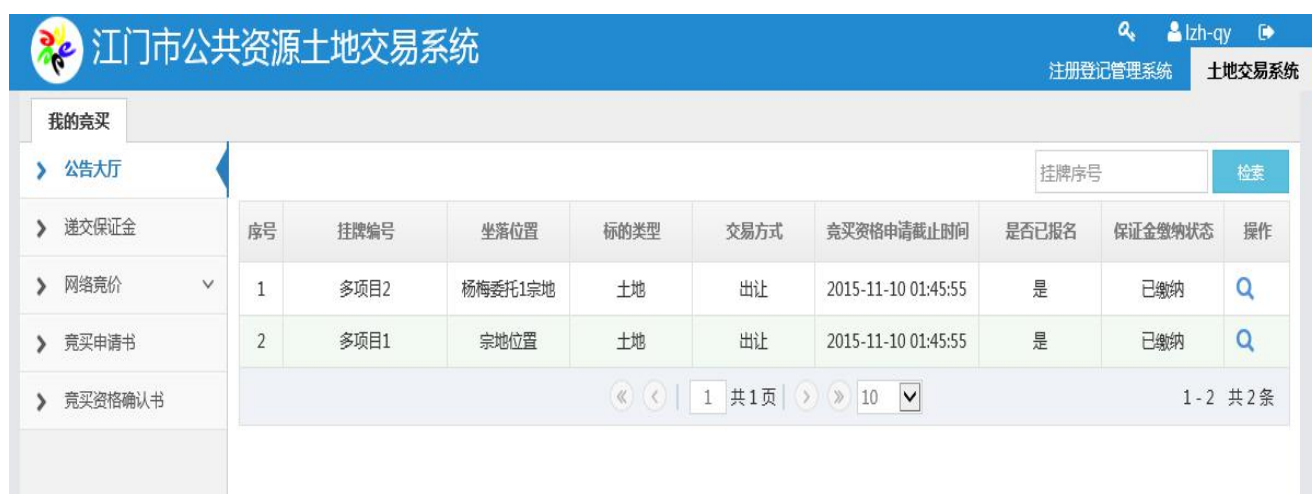 江门市公共资源土地交易系统
lzh-qy
注册登记管理系统 土地交易系统
我的竞买
公告大厅
挂牌序号 检索
递交保证金
网络竞价
竞买申请书
竞买资格确认书
序号 挂牌编号 坐落位置 标的类型 交易方式 竞买资格申请截止时间 是否已报名 保证金缴纳状态 操作
1 多项目2 杨梅委托1宗地 土地 出让 2015-11-10 01:45:55 是 已缴纳
2 多项目1 宗地位置 土地 出让 2015-11-10 01:45:55 是 已缴纳
1 共1页 10 1-2 共2条